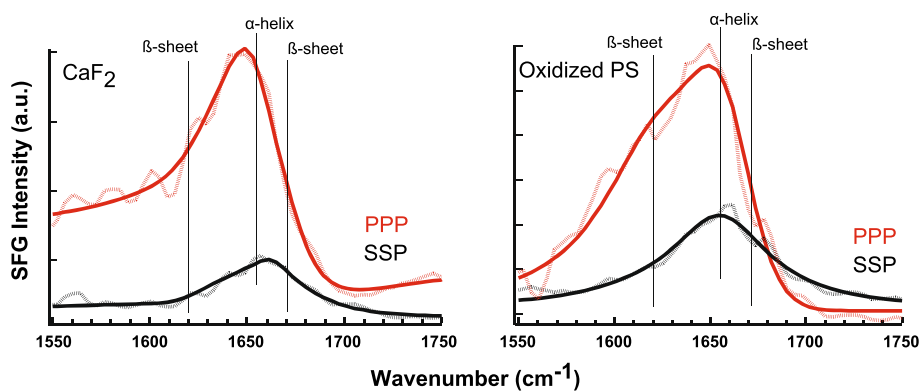 α-helix
ß-sheet
ß-sheet
CaF2
PPP
SSP
SFG Intensity (a.u.)
1550 1600 1650 1700 1750
α-helix
ß-sheet
ß-sheet
Oxidized PS
PPP
SSP
1550 1600 1650 1700 1750
Wavenumber (cm-1)